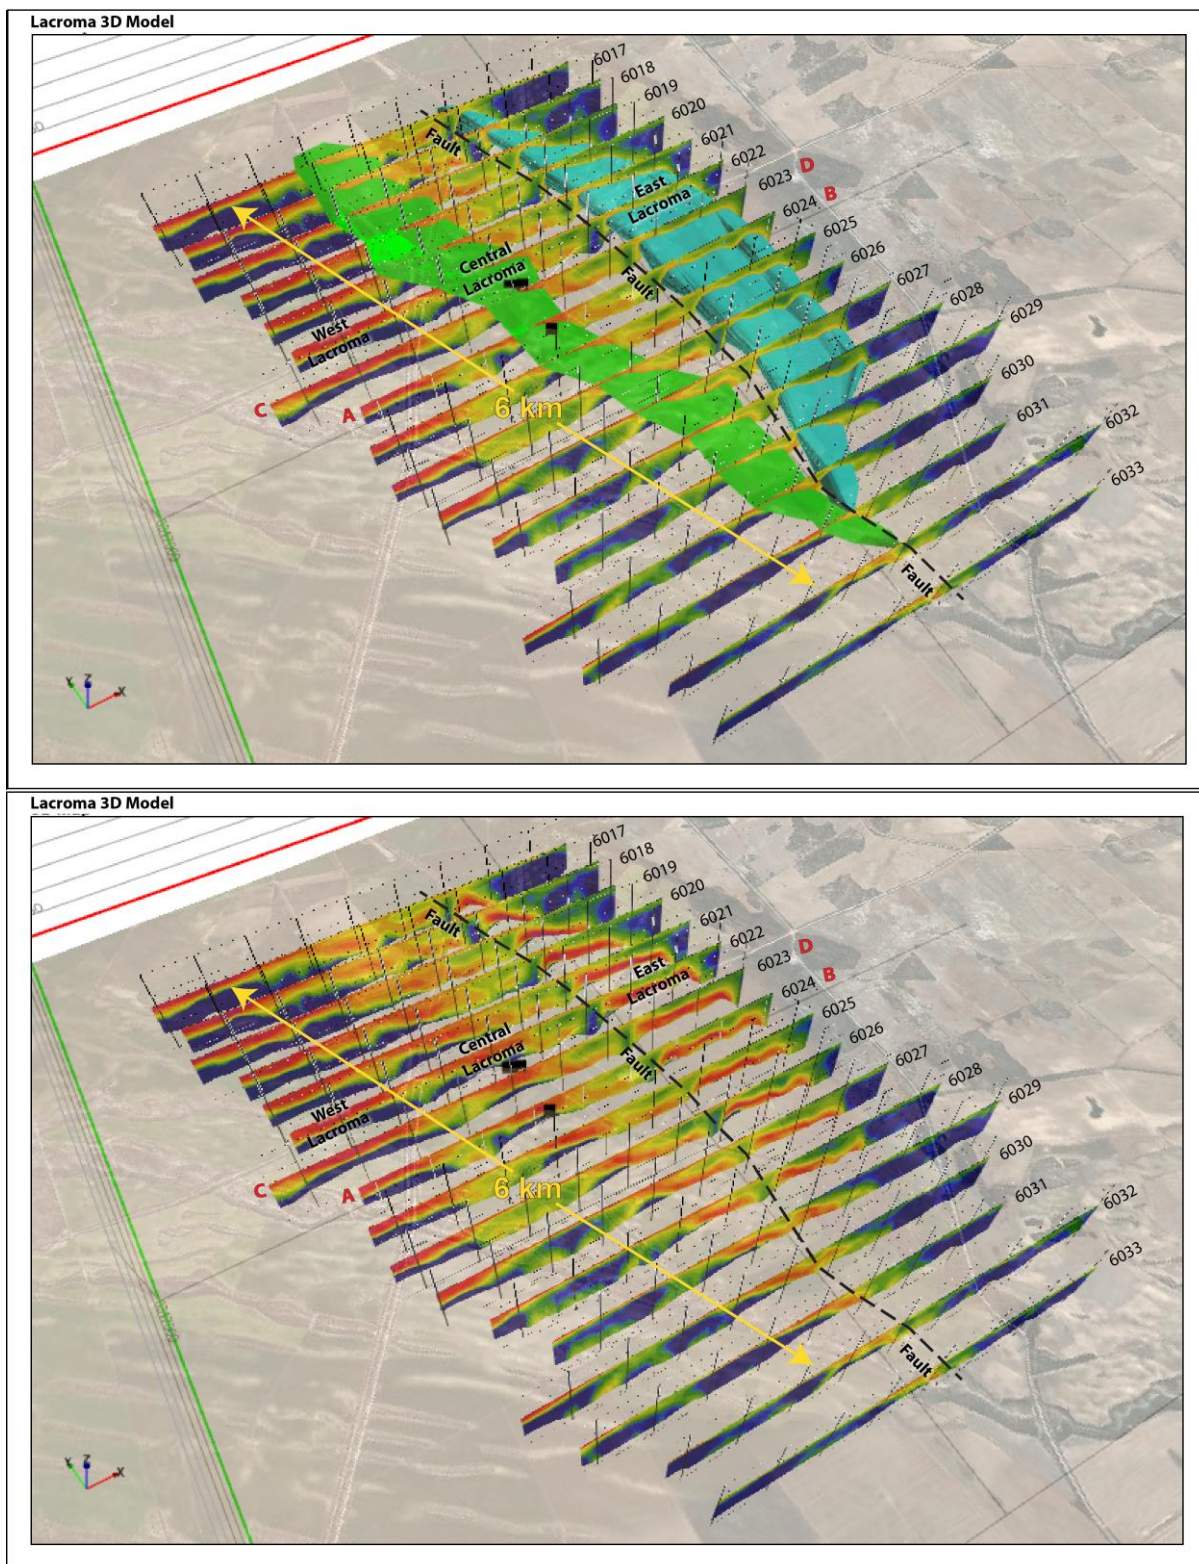 Lacroma 3D Model
6017
6018
6019
6020
6021
6022
6023
D
6024
B
6025
6026
6027
6028
6029
6030
6031
6032
6033
Fault
East
Lacroma
Central
Lacroma
Fault
West
Lacroma
C
A
6 km
Fault
Y
Z
X
Lacroma 3D Model
6017
6018
6019
6020
6021
6022
6023
D
6024
B
6025
6026
6027
6028
6029
6030
6031
6032
6033
Fault
East
Lacroma
Central
Lacroma
Fault
West
Lacroma
C
A
6 km
Fault
Y
Z
X